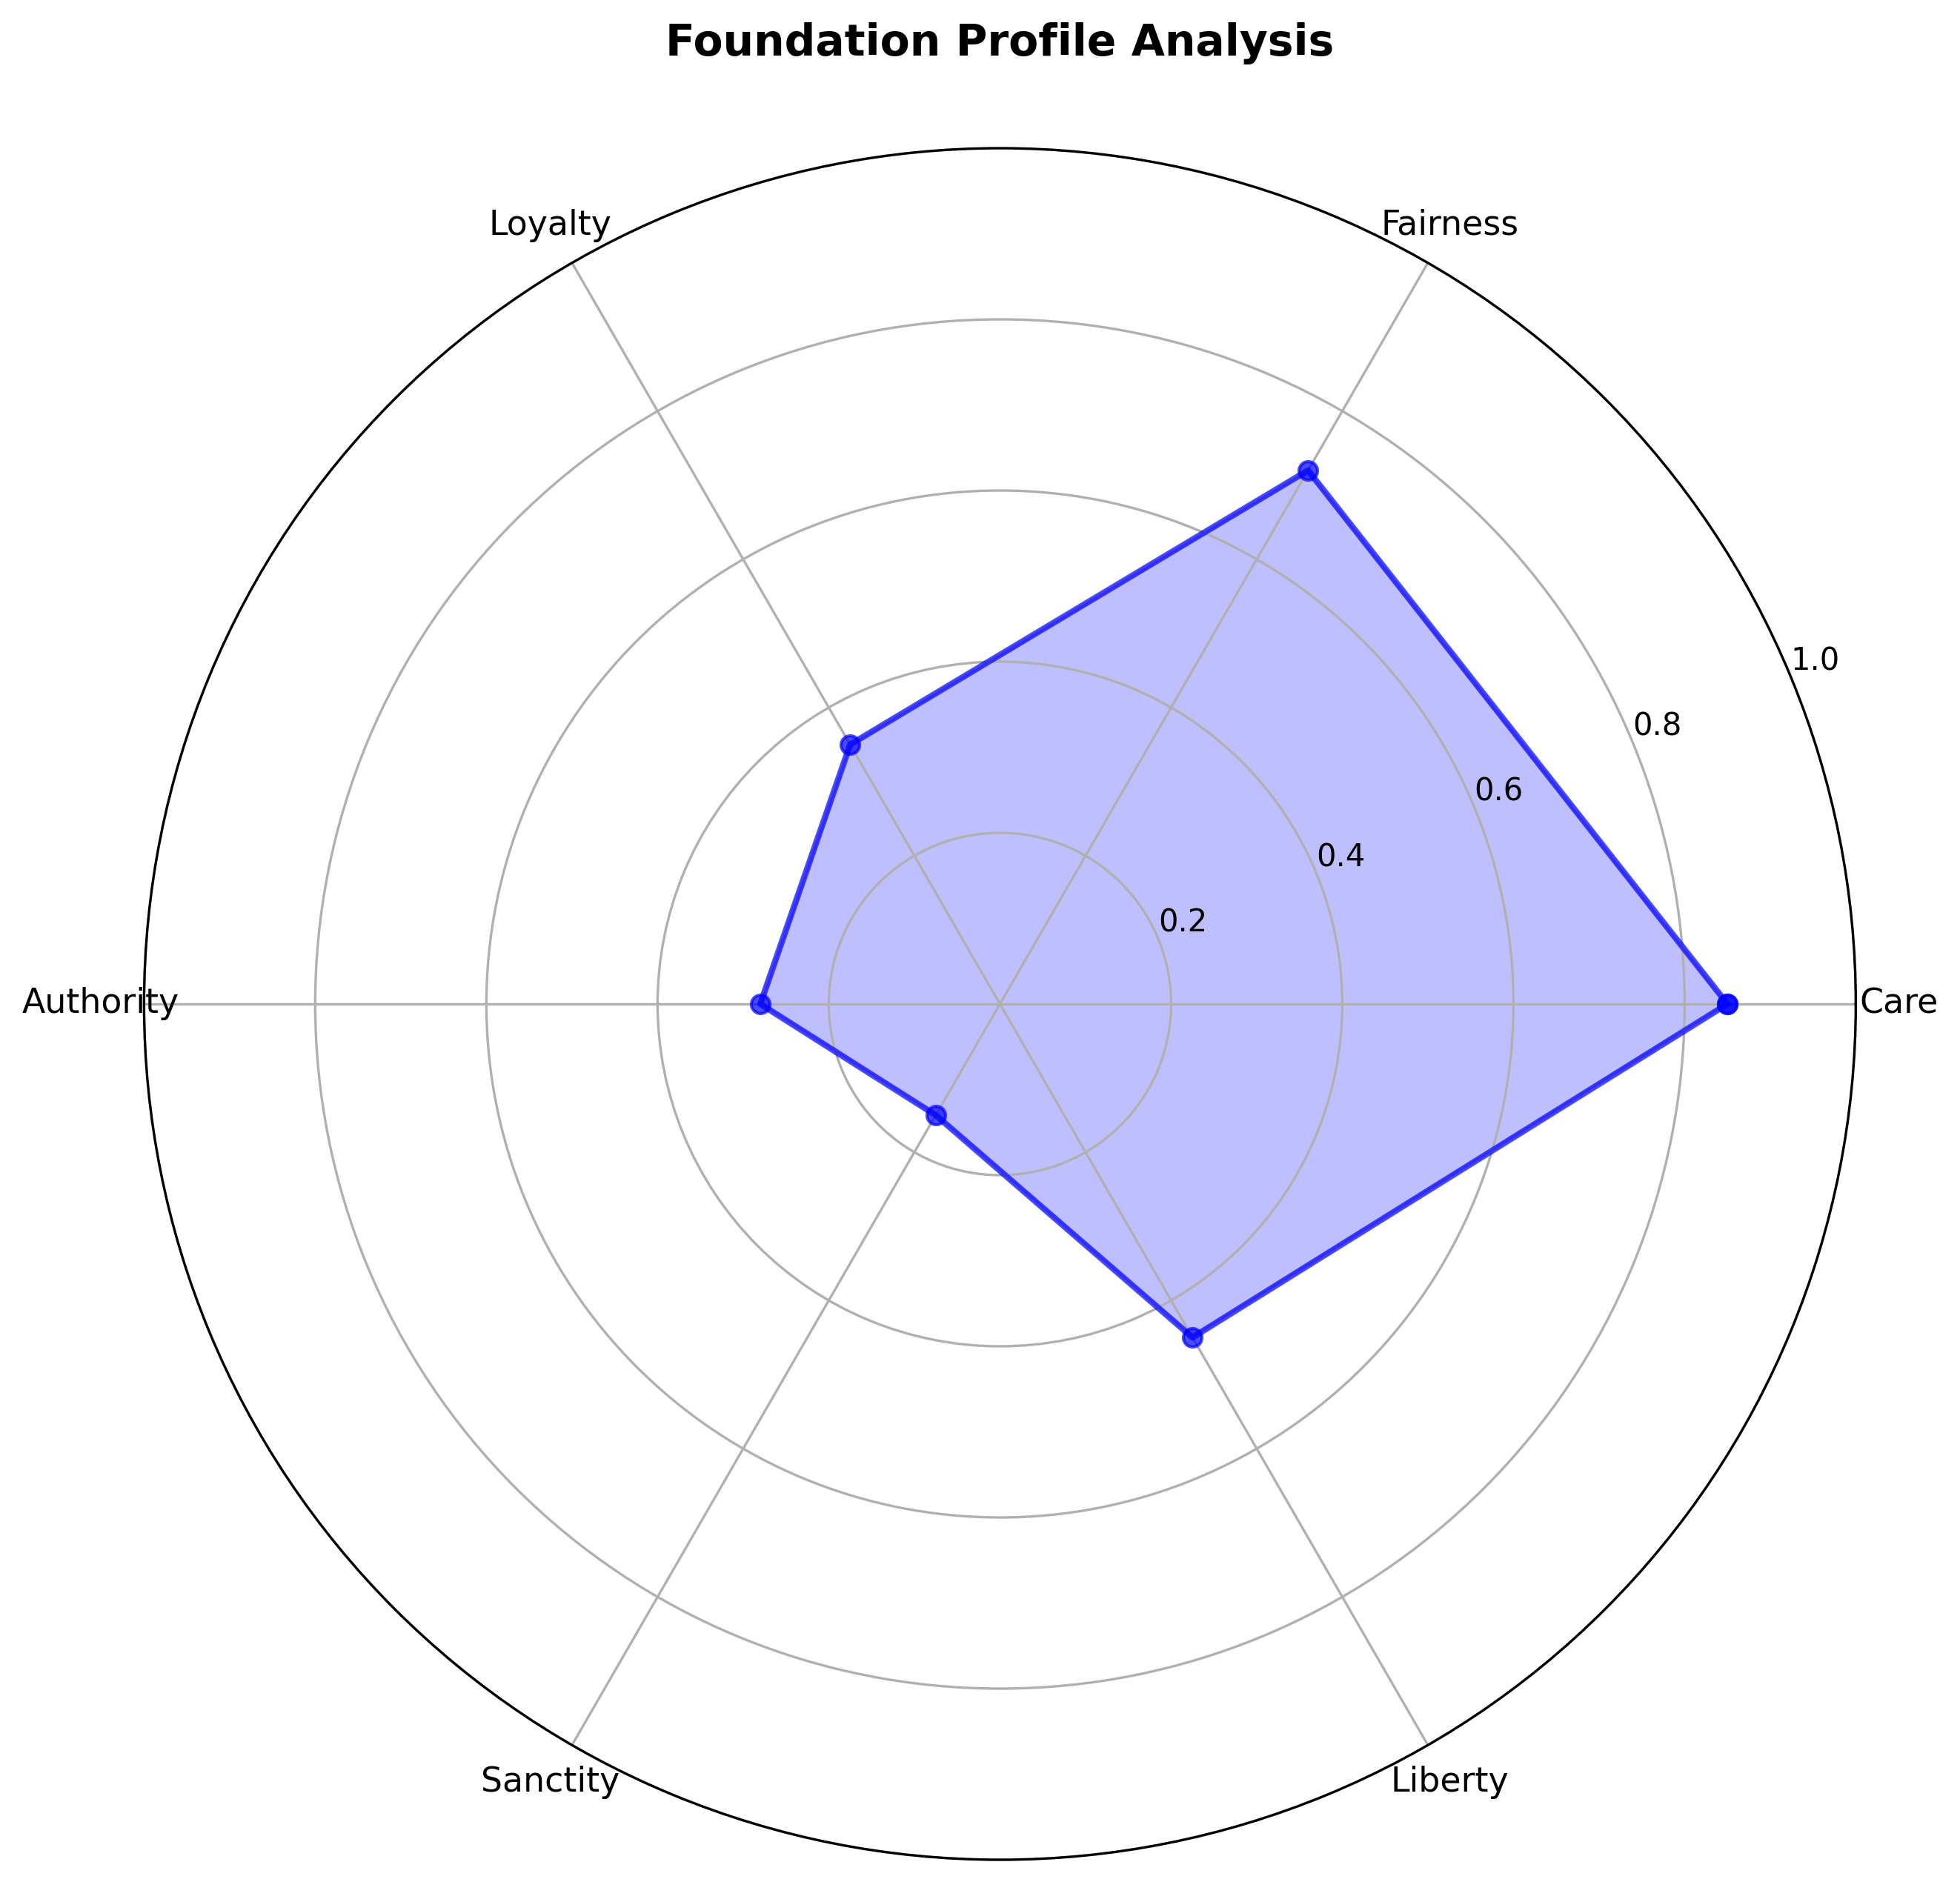 Foundation Profile Analysis
Loyalty
Fairness
1.0
0.8
0.6
0.4
0.2
Authority
Care
Sanctity
Liberty